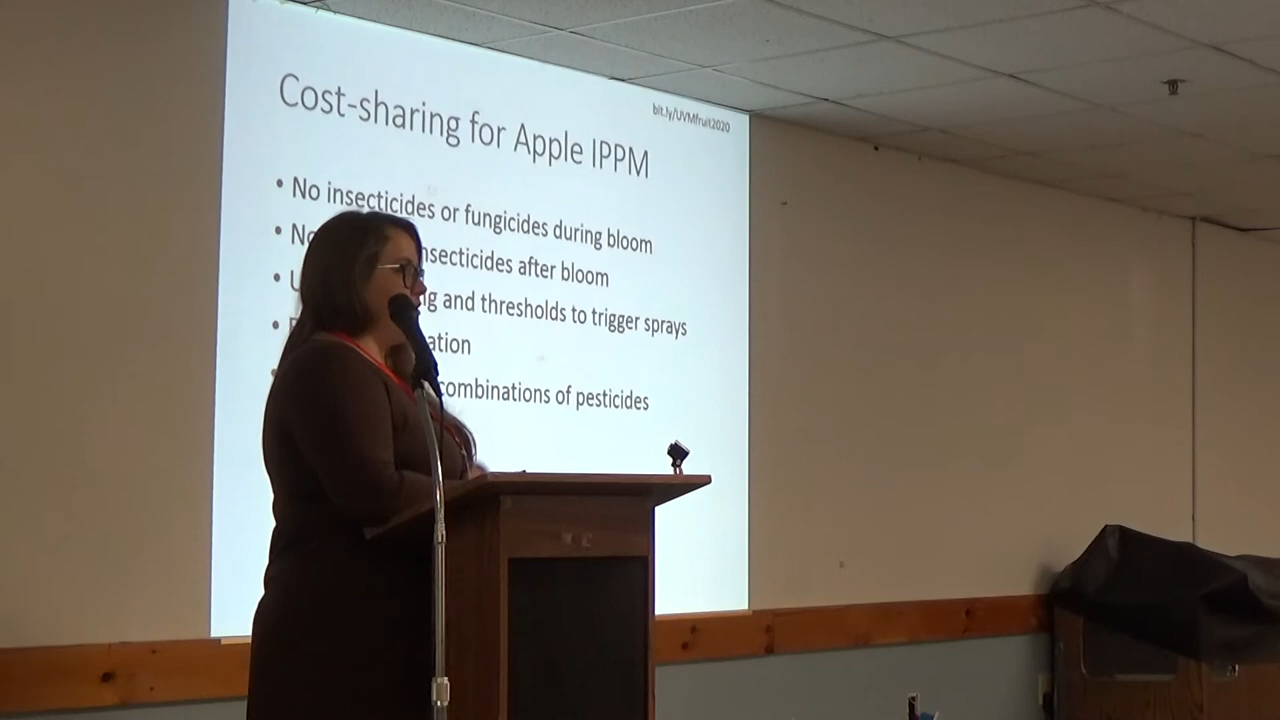 bit.ly/UVMfruit2020
Cost-sharing for Apple IPPM
• No insecticides or fungicides during bloom
• insecticides after bloom
• and thresholds to trigger sprays
•
• combinations of pesticides